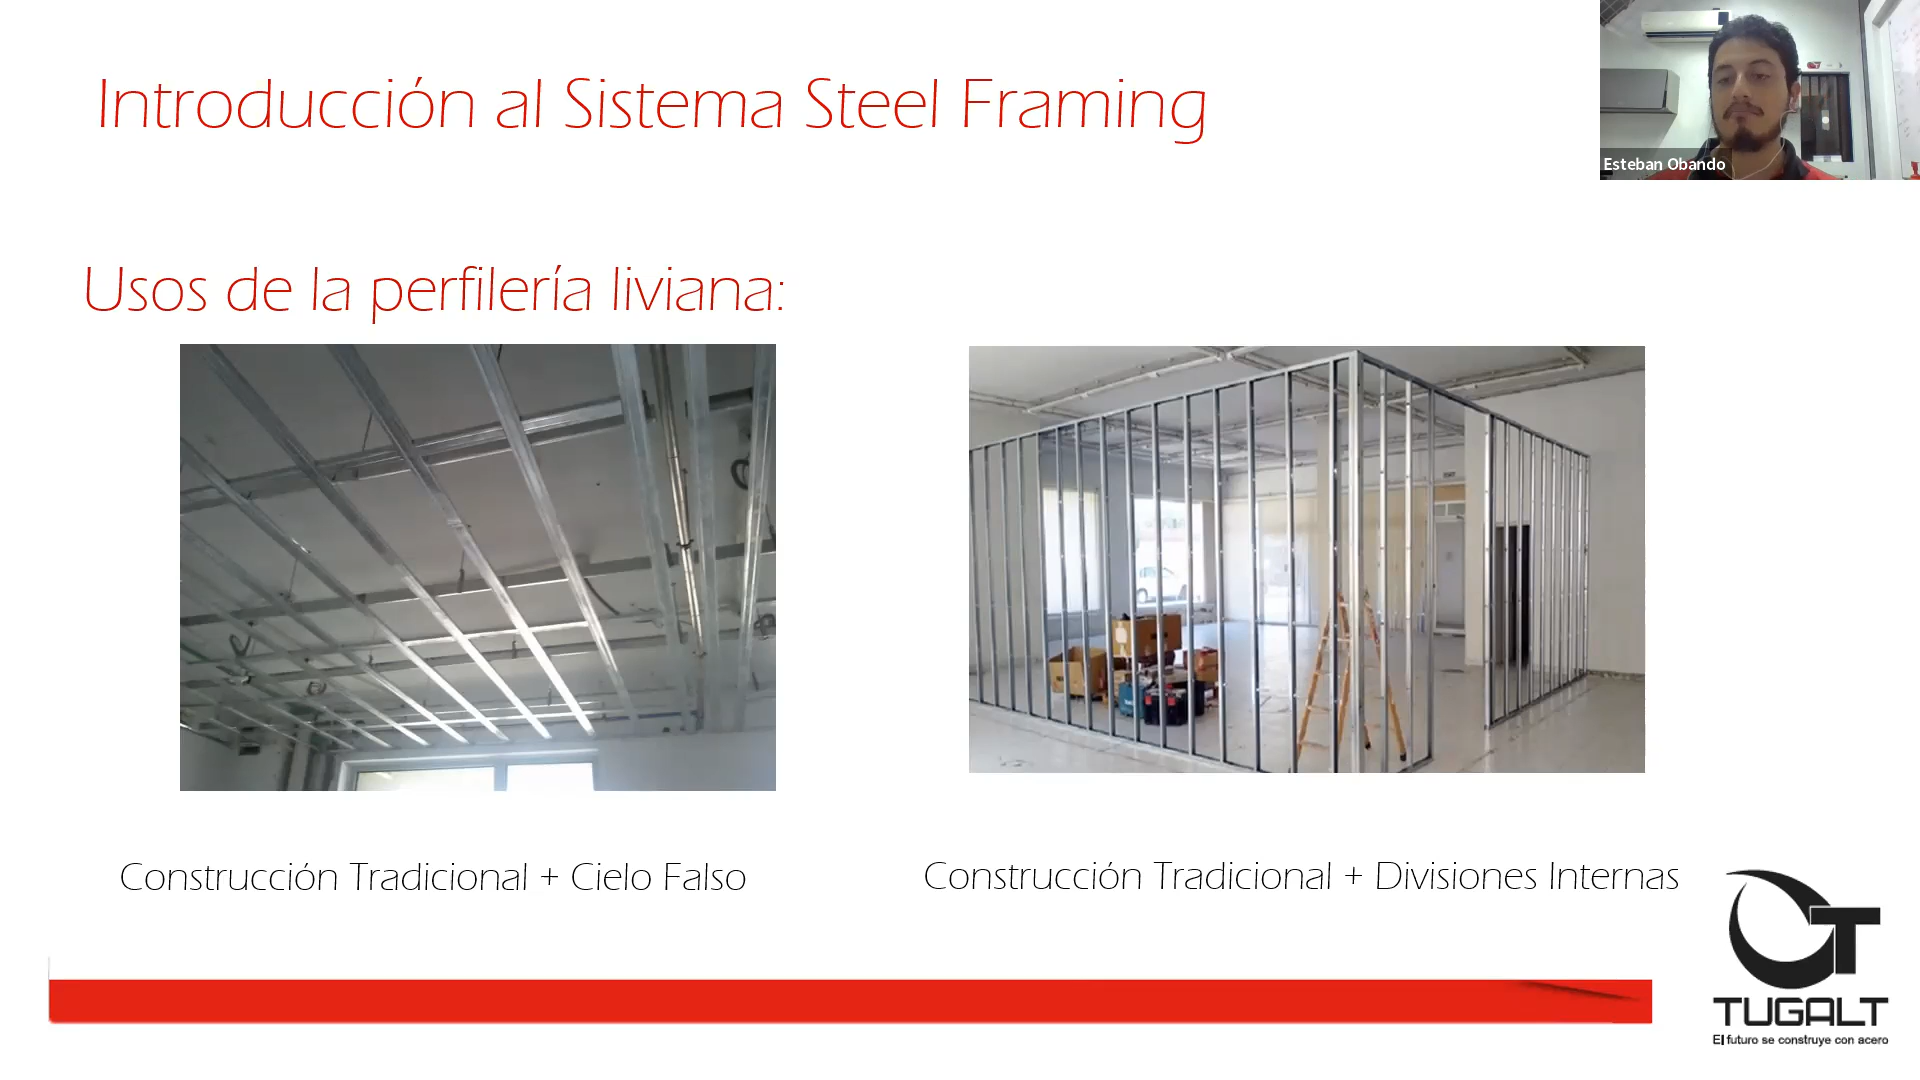 Introducción al Sistema Steel Framing
Esteban Obando
Usos de la perfilería liviana:
Construcción Tradicional + Cielo Falso
Construcción Tradicional + Divisiones Internas
TUGALT
El futuro se construye con acero